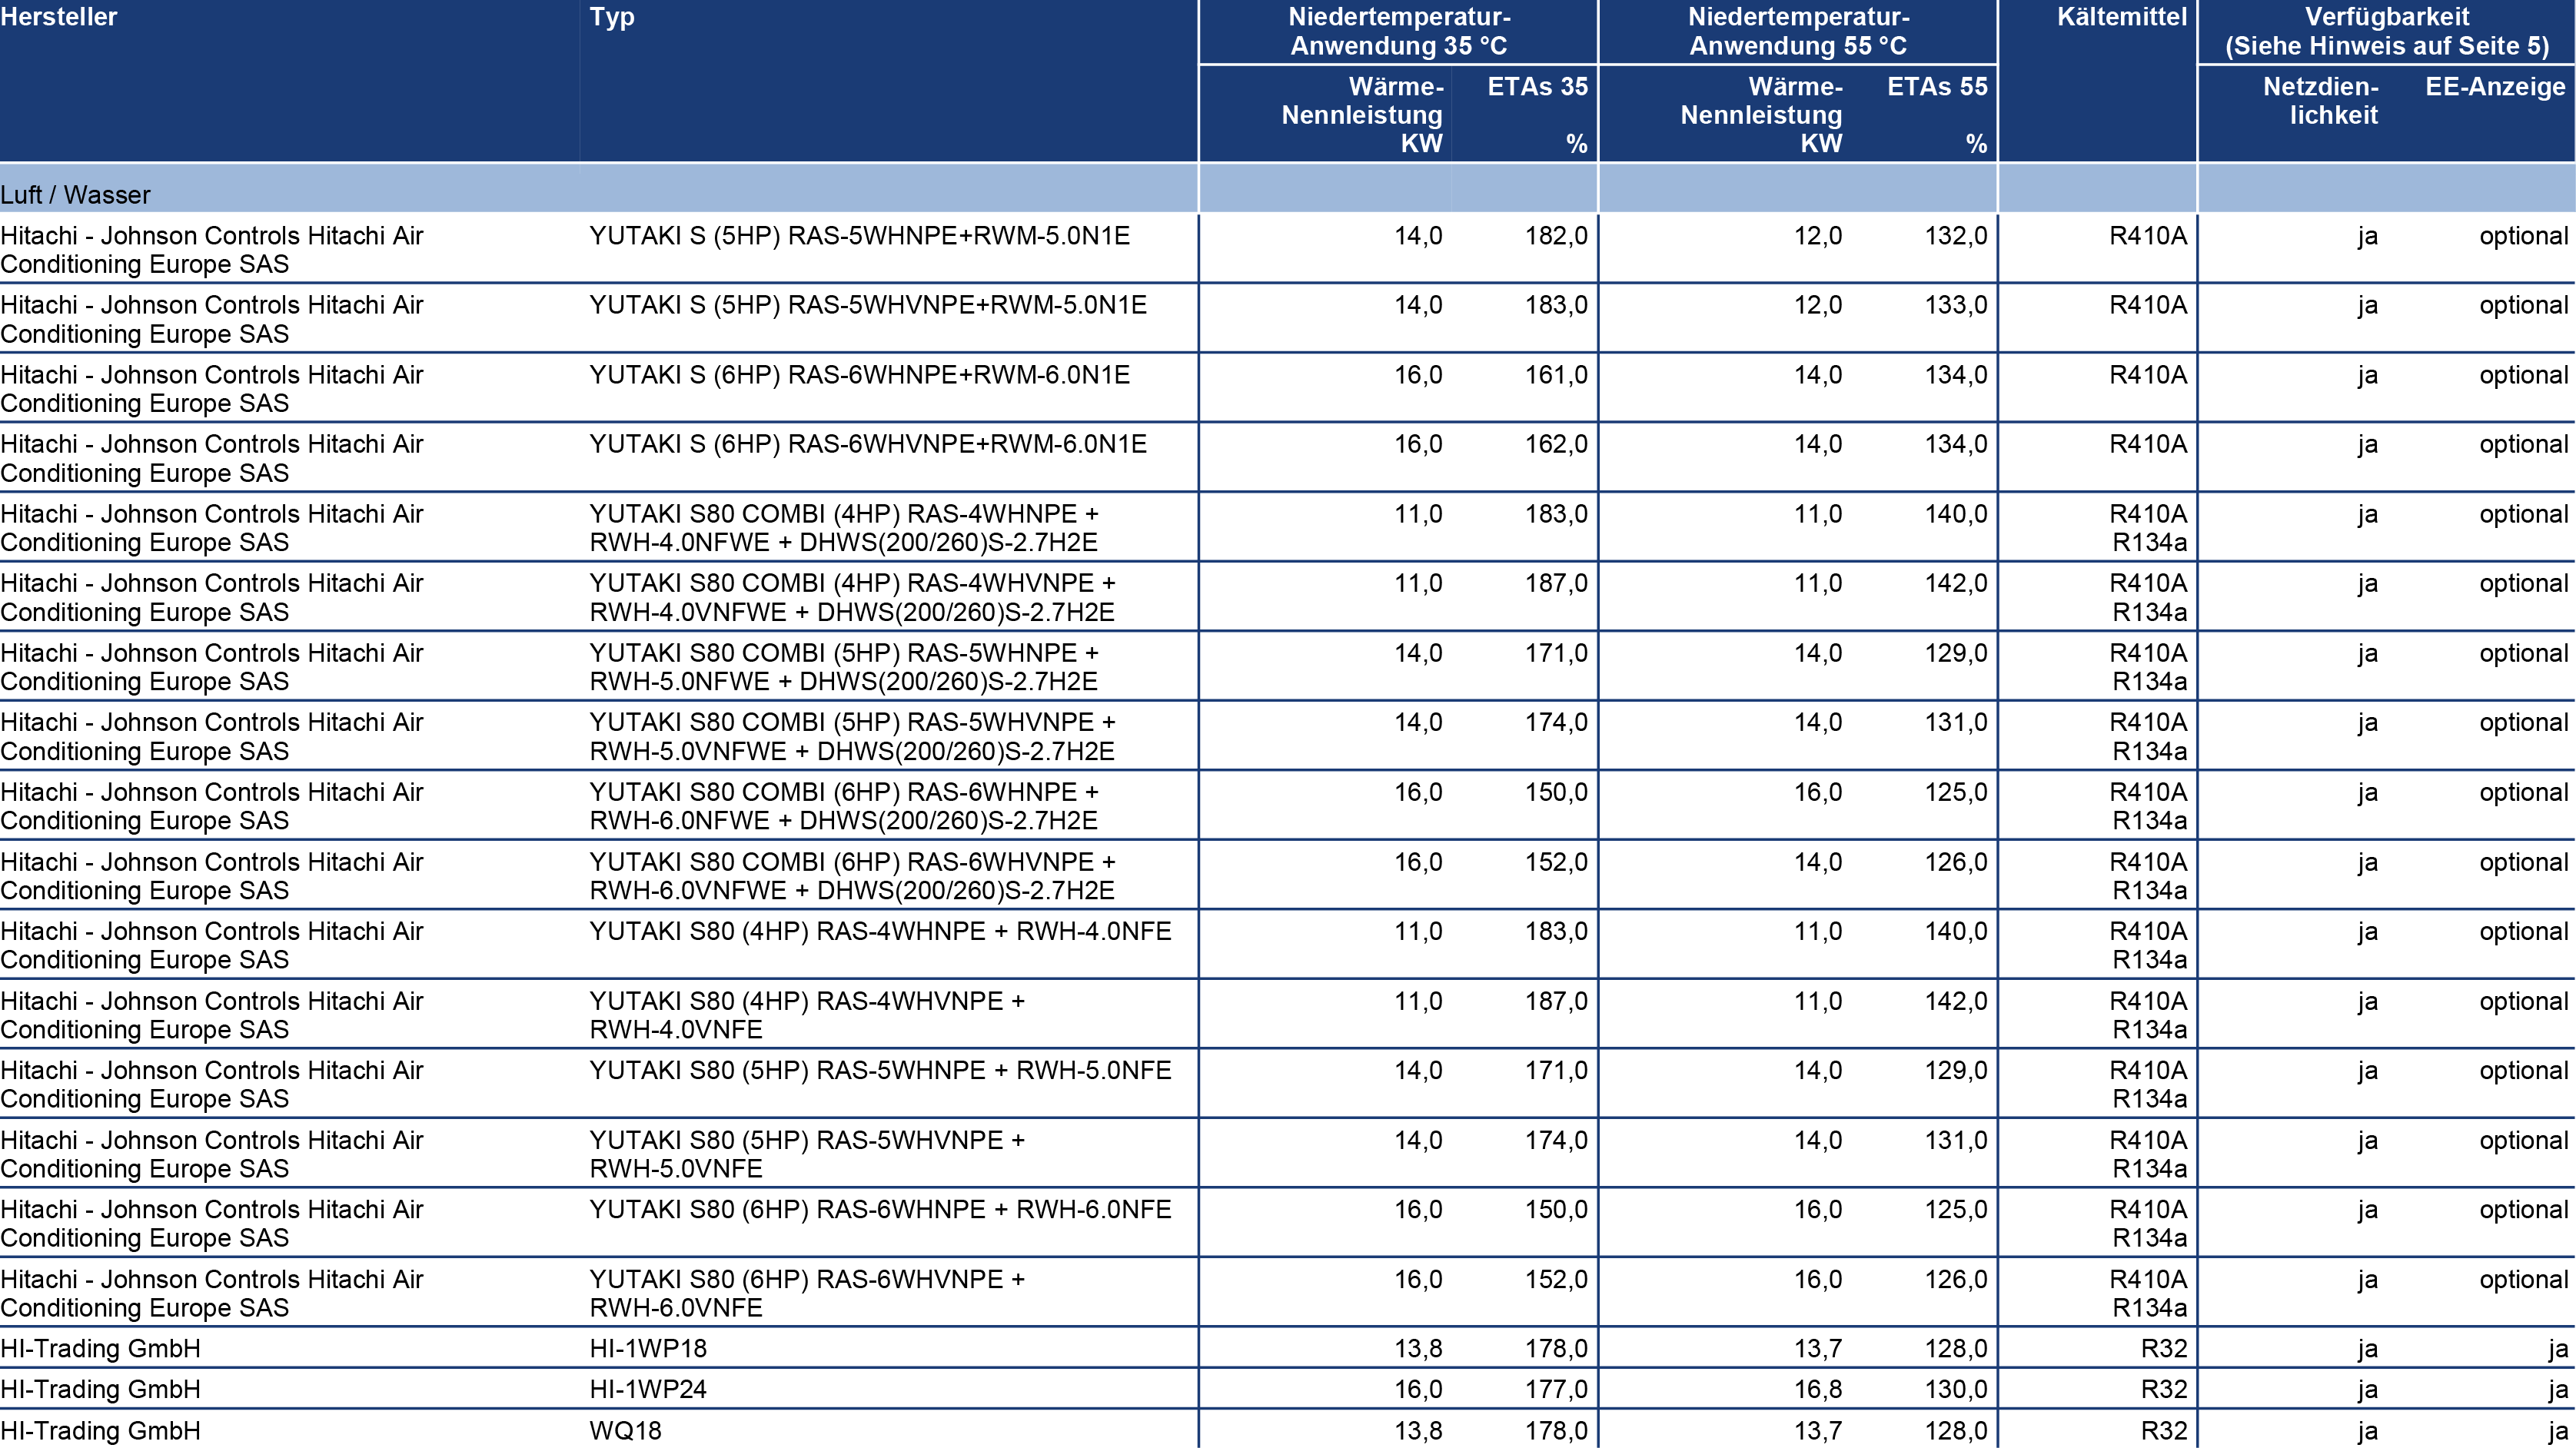 Hersteller Typ Niedertemperatur- Niedertemperatur- Kältemittel Verfügbarkeit
Anwendung 35 °C Anwendung 55 °C (Siehe Hinweis auf Seite 5)
Wärme- ETAs 35 Wärme- ETAs 55 Netzdien- EE-Anzeige
Nennleistung Nennleistung lichkeit
KW % KW %
Luft / Wasser
Hitachi - Johnson Controls Hitachi Air YUTAKI S (5HP) RAS-5WHNPE+RWM-5.0N1E 14,0 182,0 12,0 132,0 R410A ja optional
Conditioning Europe SAS
Hitachi - Johnson Controls Hitachi Air YUTAKI S (5HP) RAS-5WHVNPE+RWM-5.0N1E 14,0 183,0 12,0 133,0 R410A ja optional
Conditioning Europe SAS
Hitachi - Johnson Controls Hitachi Air YUTAKI S (6HP) RAS-6WHNPE+RWM-6.0N1E 16,0 161,0 14,0 134,0 R410A ja optional
Conditioning Europe SAS
Hitachi - Johnson Controls Hitachi Air YUTAKI S (6HP) RAS-6WHVNPE+RWM-6.0N1E 16,0 162,0 14,0 134,0 R410A ja optional
Conditioning Europe SAS
Hitachi - Johnson Controls Hitachi Air YUTAKI S80 COMBI (4HP) RAS-4WHNPE + 11,0 183,0 11,0 140,0 R410A ja optional
Conditioning Europe SAS RWH-4.0NFWE + DHWS(200/260)S-2.7H2E R134a
Hitachi - Johnson Controls Hitachi Air YUTAKI S80 COMBI (4HP) RAS-4WHVNPE + 11,0 187,0 11,0 142,0 R410A ja optional
Conditioning Europe SAS RWH-4.0VNFWE + DHWS(200/260)S-2.7H2E R134a
Hitachi - Johnson Controls Hitachi Air YUTAKI S80 COMBI (5HP) RAS-5WHNPE + 14,0 171,0 14,0 129,0 R410A ja optional
Conditioning Europe SAS RWH-5.0NFWE + DHWS(200/260)S-2.7H2E R134a
Hitachi - Johnson Controls Hitachi Air YUTAKI S80 COMBI (5HP) RAS-5WHVNPE + 14,0 174,0 14,0 131,0 R410A ja optional
Conditioning Europe SAS RWH-5.0VNFWE + DHWS(200/260)S-2.7H2E R134a
Hitachi - Johnson Controls Hitachi Air YUTAKI S80 COMBI (6HP) RAS-6WHNPE + 16,0 150,0 16,0 125,0 R410A ja optional
Conditioning Europe SAS RWH-6.0NFWE + DHWS(200/260)S-2.7H2E R134a
Hitachi - Johnson Controls Hitachi Air YUTAKI S80 COMBI (6HP) RAS-6WHVNPE + 16,0 152,0 14,0 126,0 R410A ja optional
Conditioning Europe SAS RWH-6.0VNFWE + DHWS(200/260)S-2.7H2E R134a
Hitachi - Johnson Controls Hitachi Air YUTAKI S80 (4HP) RAS-4WHNPE + RWH-4.0NFE 11,0 183,0 11,0 140,0 R410A ja optional
Conditioning Europe SAS R134a
Hitachi - Johnson Controls Hitachi Air YUTAKI S80 (4HP) RAS-4WHVNPE + 11,0 187,0 11,0 142,0 R410A ja optional
Conditioning Europe SAS RWH-4.0VNFE R134a
Hitachi - Johnson Controls Hitachi Air YUTAKI S80 (5HP) RAS-5WHNPE + RWH-5.0NFE 14,0 171,0 14,0 129,0 R410A ja optional
Conditioning Europe SAS R134a
Hitachi - Johnson Controls Hitachi Air YUTAKI S80 (5HP) RAS-5WHVNPE + 14,0 174,0 14,0 131,0 R410A ja optional
Conditioning Europe SAS RWH-5.0VNFE R134a
Hitachi - Johnson Controls Hitachi Air YUTAKI S80 (6HP) RAS-6WHNPE + RWH-6.0NFE 16,0 150,0 16,0 125,0 R410A ja optional
Conditioning Europe SAS R134a
Hitachi - Johnson Controls Hitachi Air YUTAKI S80 (6HP) RAS-6WHVNPE + 16,0 152,0 16,0 126,0 R410A ja optional
Conditioning Europe SAS RWH-6.0VNFE R134a
HI-Trading GmbH HI-1WP18 13,8 178,0 13,7 128,0 R32 ja ja
HI-Trading GmbH HI-1WP24 16,0 177,0 16,8 130,0 R32 ja ja
HI-Trading GmbH WQ18 13,8 178,0 13,7 128,0 R32 ja ja